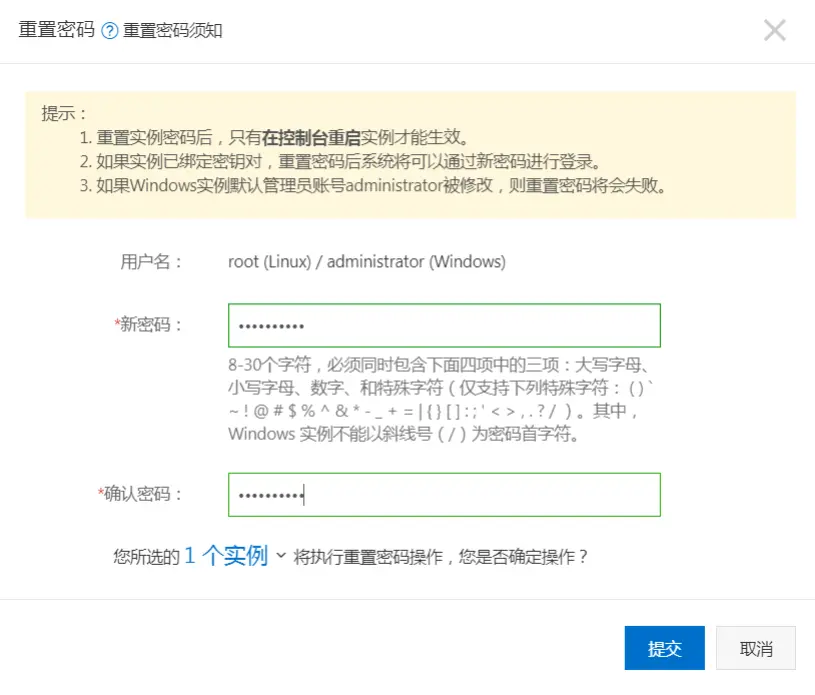 重置密码 ? 重置密码须知
提示：
1. 重置实例密码后，只有在控制台重启实例才能生效。
2. 如果实例已绑定密钥对，重置密码后系统将可以通过新密码进行登录。
3. 如果Windows实例默认管理员账号administrator被修改，则重置密码将会失败。
用户名： root (Linux) / administrator (Windows)
*新密码： ••••••••••
8-30个字符，必须同时包含下面四项中的三项：大写字母、
小写字母、数字、和特殊字符 ( 仅支持下列特殊字符： ( ) `
~ ! @ # $ % ^ & * - _ + = | { } [ ] : ; ' < > , . ? / ) 。其中，
Windows 实例不能以斜线号 ( / ) 为密码首字符。
*确认密码： ••••••••••
您所选的 1 个实例 将执行重置密码操作，您是否确定操作？
提交 取消